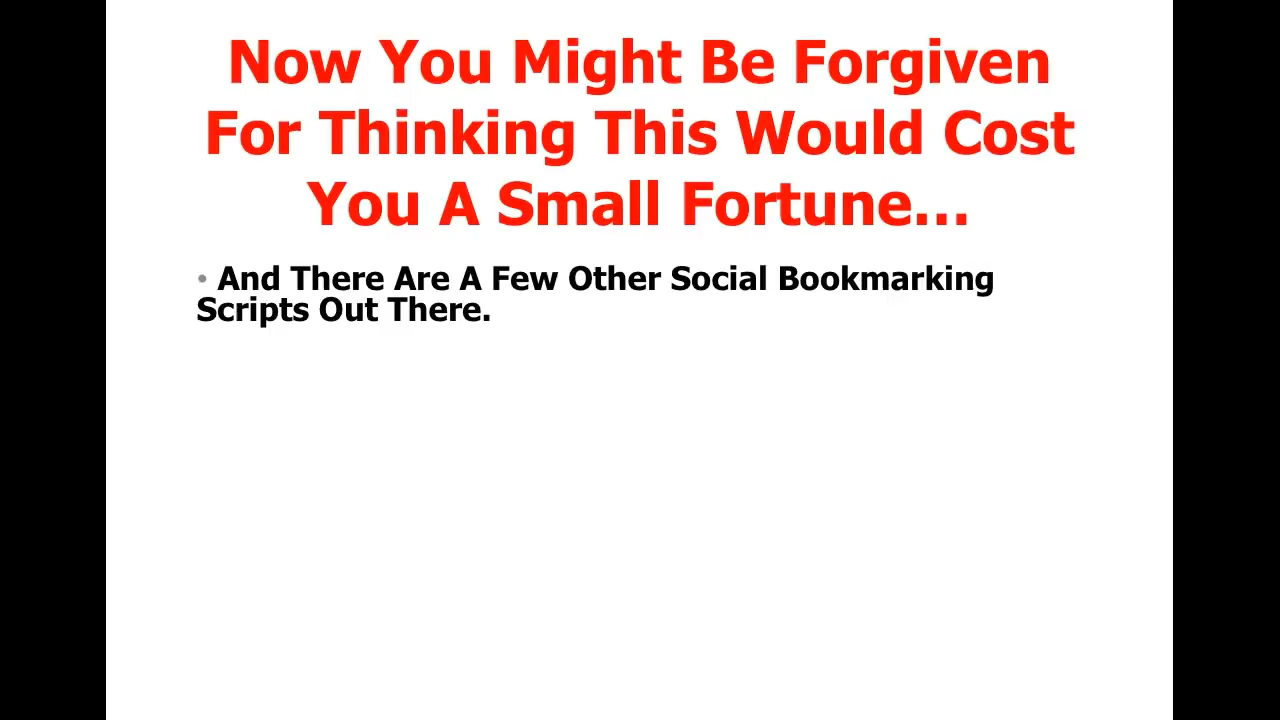 Now You Might Be Forgiven
For Thinking This Would Cost
You A Small Fortune...
• And There Are A Few Other Social Bookmarking
Scripts Out There.